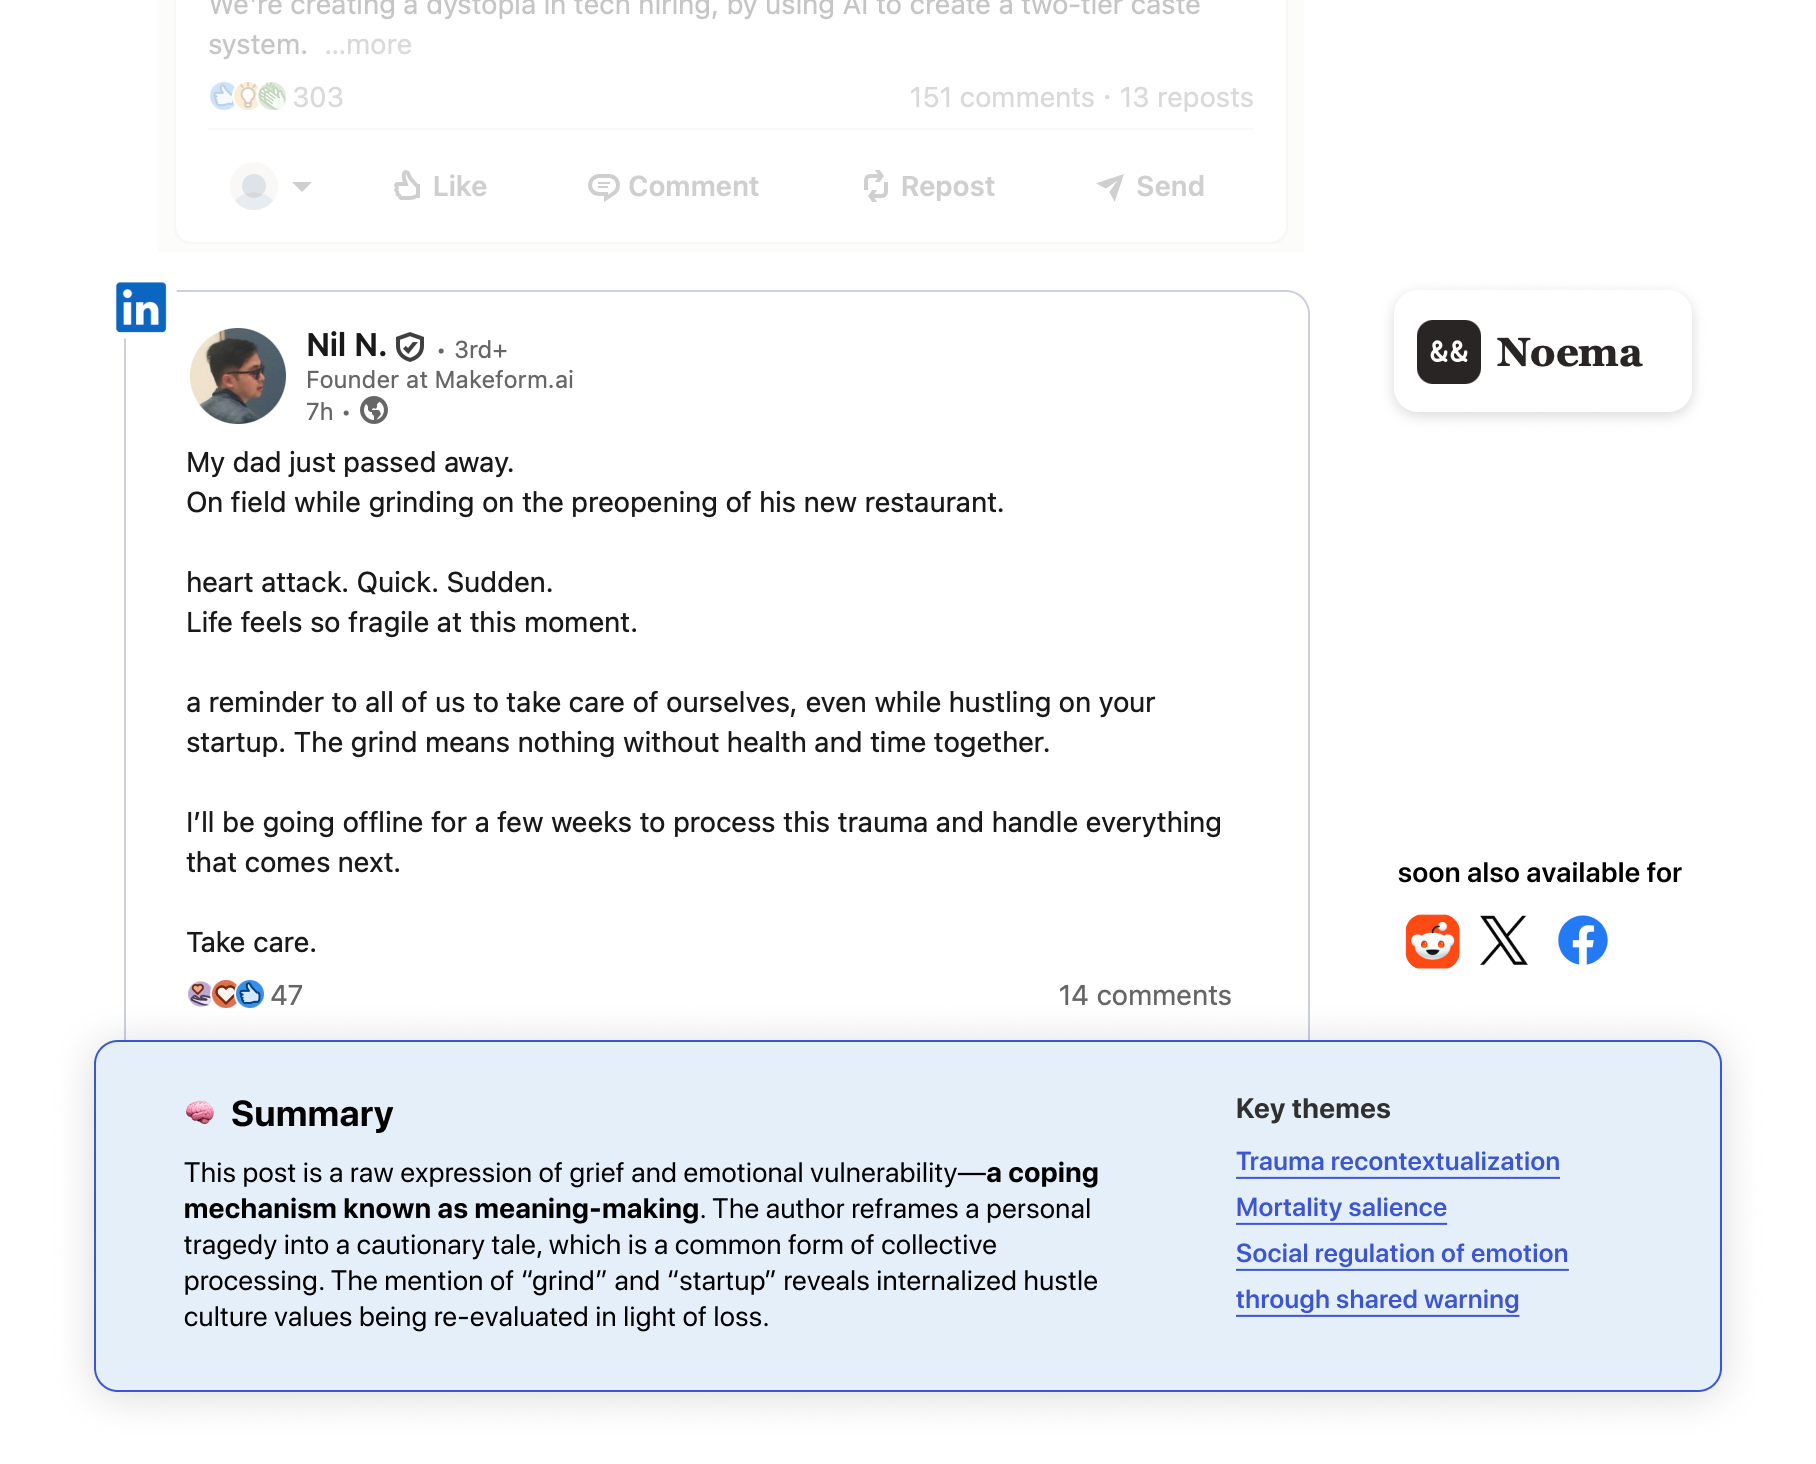 We're creating a dystopia in tech hiring, by using AI to create a two-tier caste
system. ...more
303
151 comments · 13 reposts
Like
Comment
Repost
Send
in
Nil N. • 3rd+
Founder at Makeform.ai
7h •
My dad just passed away.
On field while grinding on the preopening of his new restaurant.
heart attack. Quick. Sudden.
Life feels so fragile at this moment.
a reminder to all of us to take care of ourselves, even while hustling on your
startup. The grind means nothing without health and time together.
I’ll be going offline for a few weeks to process this trauma and handle everything
that comes next.
Take care.
47
14 comments
&& Noema
soon also available for
Summary
This post is a raw expression of grief and emotional vulnerability—a coping
mechanism known as meaning-making. The author reframes a personal
tragedy into a cautionary tale, which is a common form of collective
processing. The mention of “grind” and “startup” reveals internalized hustle
culture values being re-evaluated in light of loss.
Key themes
Trauma recontextualization
Mortality salience
Social regulation of emotion
through shared warning